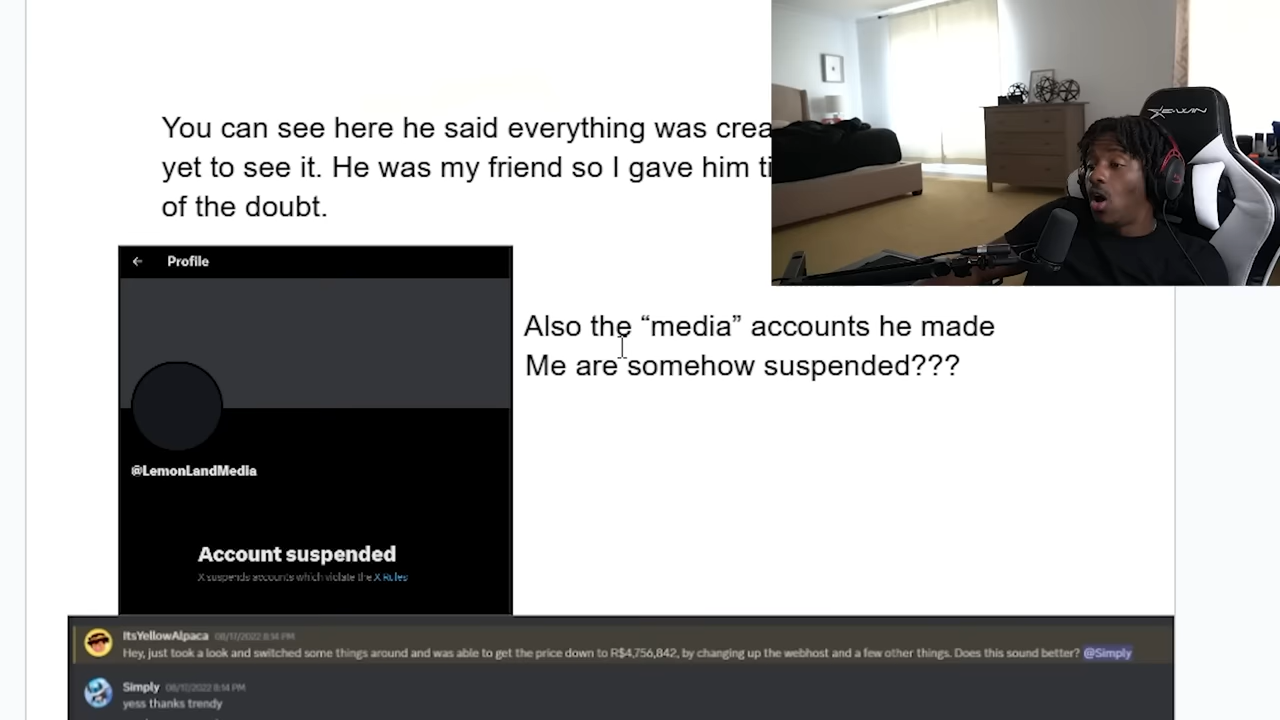 You can see here he said everything was crea
yet to see it. He was my friend so I gave him ti
of the doubt.
E-WIN
Profile
Also the “media” accounts he made
Me are somehow suspended???
@LemonLandMedia
Account suspended
X suspends accounts which violate the X Rules
ItsYellowAlpaca 08/17/2022 8:14 PM
Hey, just took a look and switched some things around and was able to get the price down to R$4,756,842, by changing up the webhost and a few other things. Does this sound better? @Simply
Simply 08/17/2022 8:14 PM
yess thanks trendy